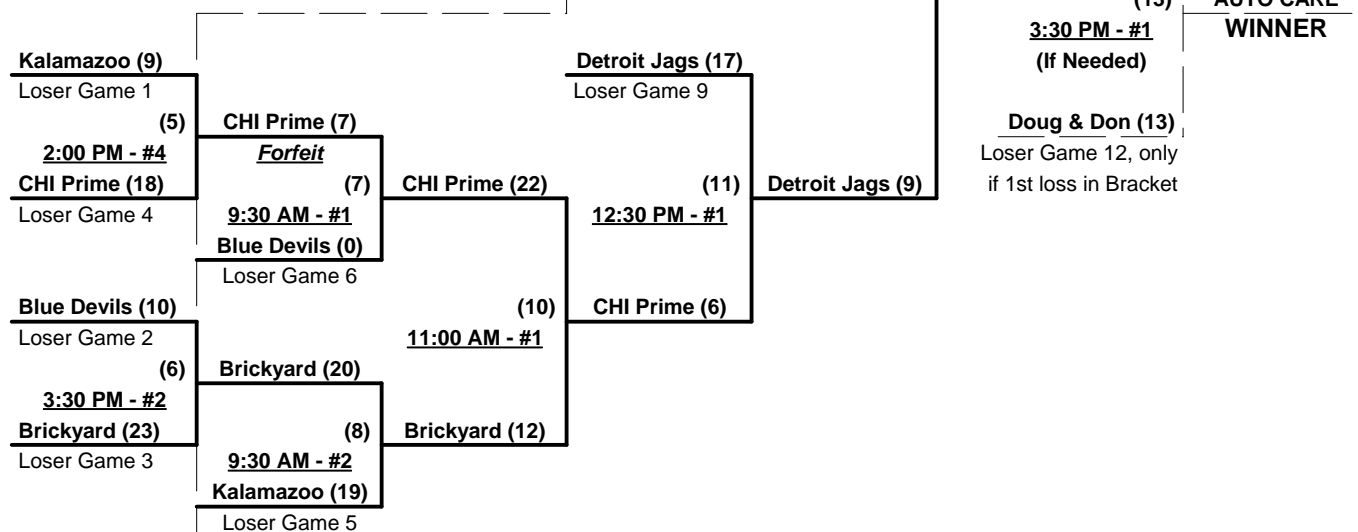 (13)
AUTO CARE
3:30 PM - #1
WINNER
(If Needed)
Kalamazoo (9)
Loser Game 1
(5)
2:00 PM - #4
CHI Prime (18)
Loser Game 4
CHI Prime (7)
Forfeit
(7)
9:30 AM - #1
Blue Devils (0)
Loser Game 6
Blue Devils (10)
Loser Game 2
(6)
3:30 PM - #2
Brickyard (23)
Loser Game 3
Brickyard (20)
(8)
9:30 AM - #2
Kalamazoo (19)
Loser Game 5
CHI Prime (22)
(10)
11:00 AM - #1
Brickyard (12)
Detroit Jags (17)
Loser Game 9
(11)
12:30 PM - #1
CHI Prime (6)
Detroit Jags (9)
Doug & Don (13)
Loser Game 12, only
if 1st loss in Bracket